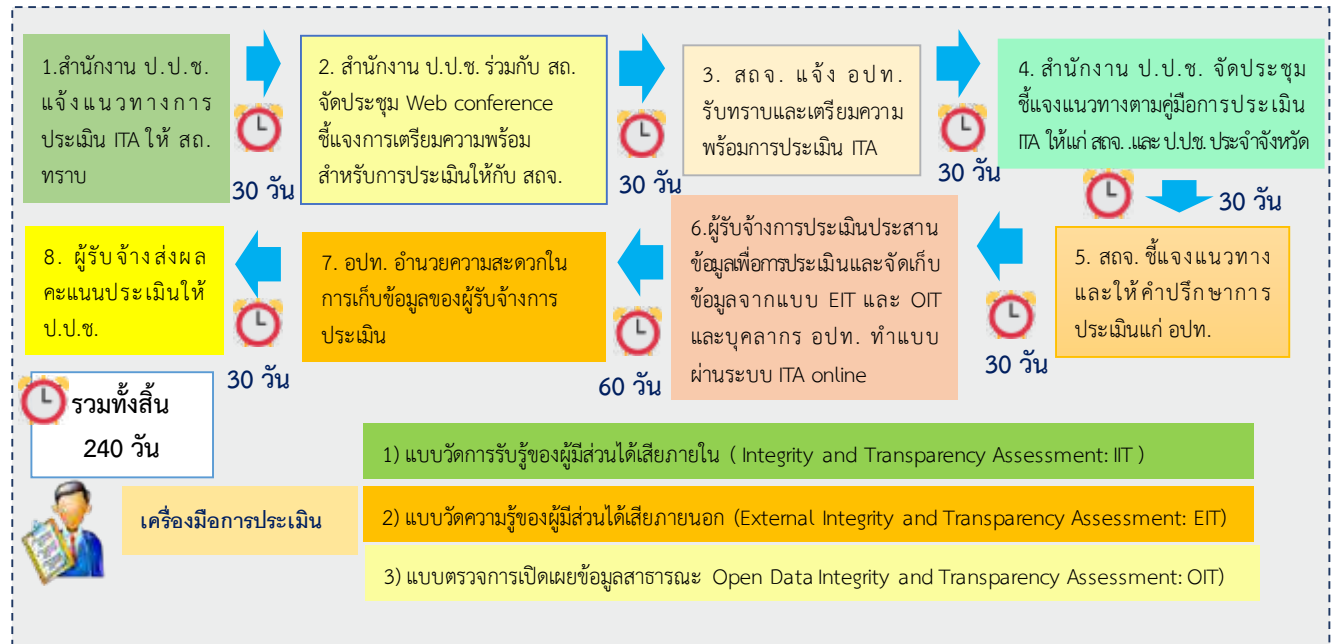 1.สำนักงาน ป.ป.ช.
แจ้งแนวทางการ
ประเมิน ITA ให้ สถ.
ทราบ
30 วัน
2. สำนักงาน ป.ป.ช. ร่วมกับ สถ.
จัดประชุม Web conference
ชี้แจงการเตรียมความพร้อม
สำหรับการประเมินให้กับ สถจ.
30 วัน
3. สถจ. แจ้ง อปท.
รับทราบและเตรียมความ
พร้อมการประเมิน ITA
30 วัน
4. สำนักงาน ป.ป.ช. จัดประชุม
ชี้แจงแนวทางตามคู่มือการประเมิน
ITA ให้แก่ สถจ. .และ ป.ป.ช. ประจำจังหวัด
30 วัน
5. สถจ. ชี้แจงแนวทาง
และให้คำปรึกษาการ
ประเมินแก่ อปท.
30 วัน
6.ผู้รับจ้างการประเมินประสาน
ข้อมูลเพื่อการประเมินและจัดเก็บ
ข้อมูลจากแบบ EIT และ OIT
และบุคลากร อปท. ทำแบบ
ผ่านระบบ ITA online
60 วัน
7. อปท. อำนวยความสะดวกใน
การเก็บข้อมูลของผู้รับจ้างการ
ประเมิน
30 วัน
8. ผู้รับจ้างส่งผล
คะแนนประเมินให้
ป.ป.ช.
รวมทั้งสิ้น
240 วัน
เครื่องมือการประเมิน
1) แบบวัดการรับรู้ของผู้มีส่วนได้เสียภายใน ( Integrity and Transparency Assessment: IIT )
2) แบบวัดความรู้ของผู้มีส่วนได้เสียภายนอก (External Integrity and Transparency Assessment: EIT)
3) แบบตรวจการเปิดเผยข้อมูลสาธารณะ Open Data Integrity and Transparency Assessment: OIT)